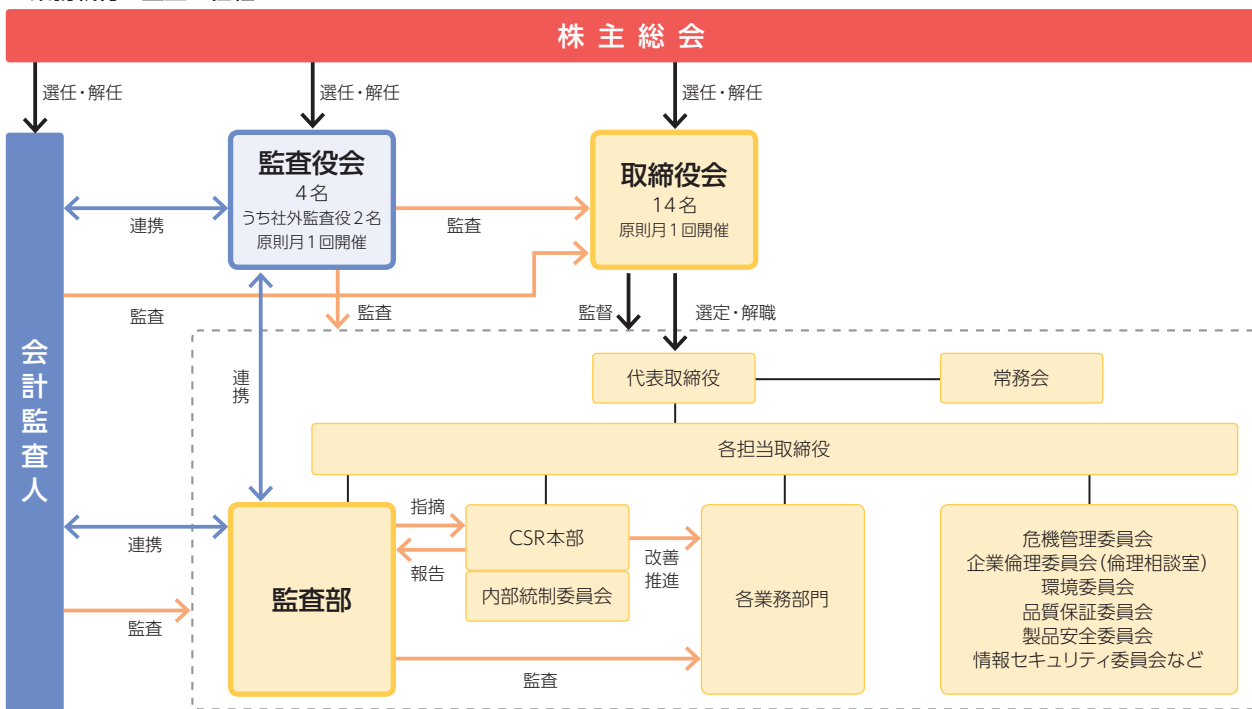 株主総会
選任・解任
選任・解任
選任・解任
監査役会
4名
うち社外監査役2名
原則月1回開催
取締役会
14名
原則月1回開催
連携
監査
監査
監査
監督
選定・解職
会計監査人
連携
代表取締役
常務会
各担当取締役
指摘
報告
連携
監査部
CSR本部
内部統制委員会
改善
推進
各業務部門
危機管理委員会
企業倫理委員会(倫理相談室)
環境委員会
品質保証委員会
製品安全委員会
情報セキュリティ委員会など
監査
監査